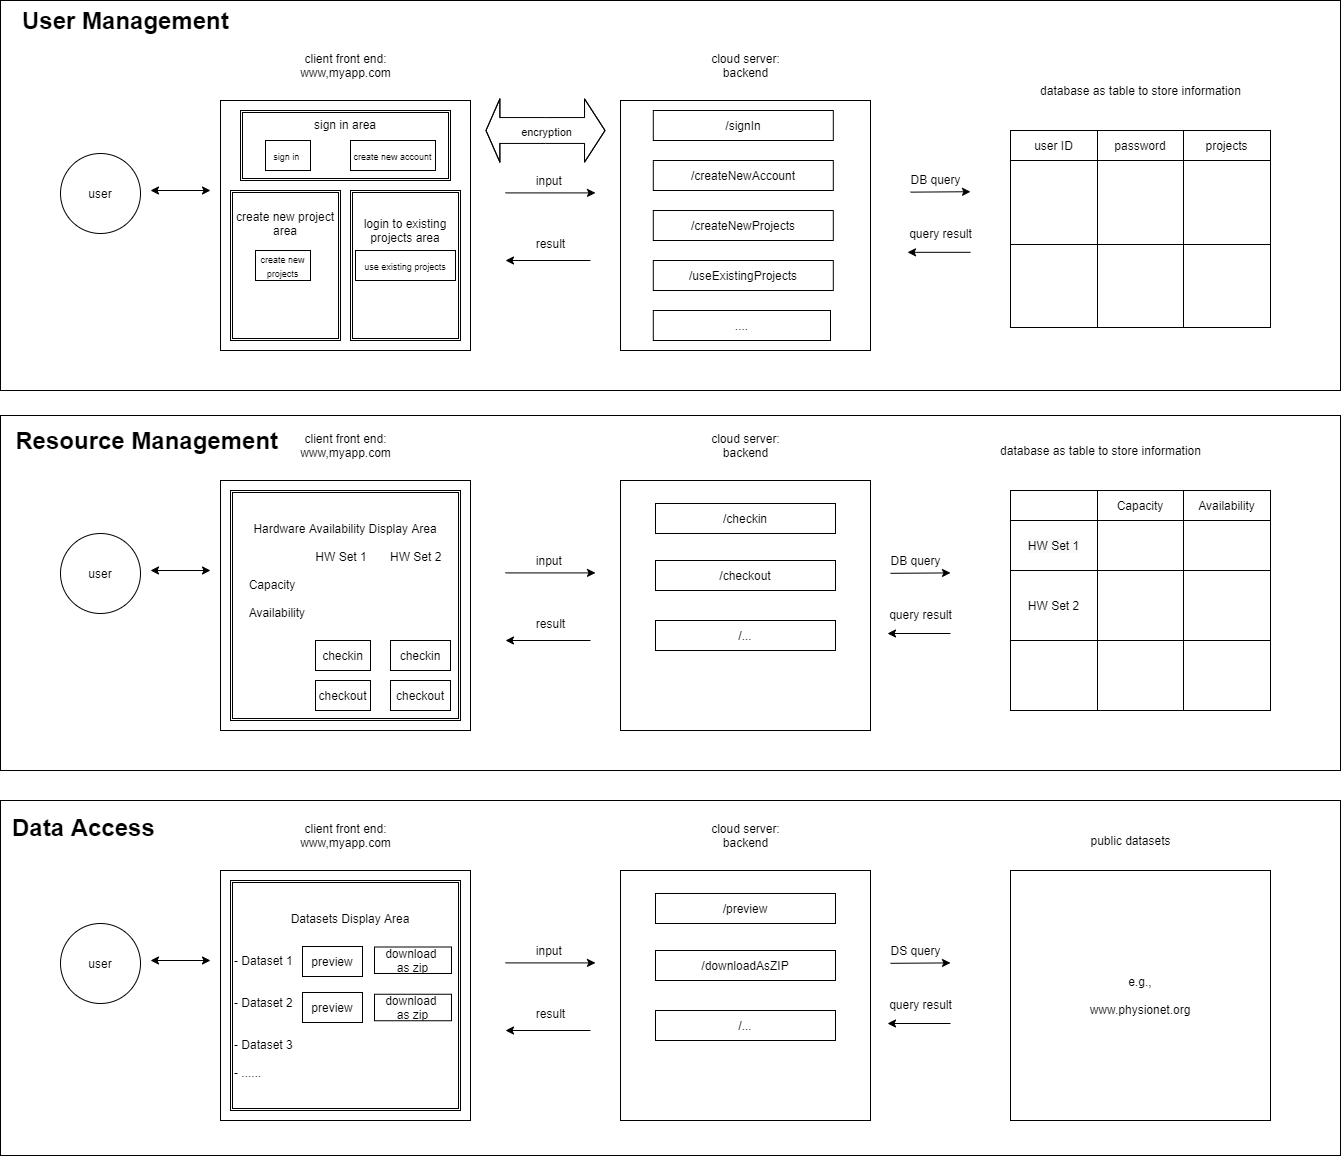 User Management
client front end:
www,myapp.com
cloud server:
backend
database as table to store information
user
sign in area
sign in
create new account
create new project
area
create new
projects
login to existing
projects area
use existing projects
encryption
input
result
/signIn
/createNewAccount
/createNewProjects
/useExistingProjects
....
DB query
query result
user ID
password
projects
Resource Management
client front end:
www,myapp.com
cloud server:
backend
database as table to store information
user
Hardware Availability Display Area
HW Set 1
HW Set 2
Capacity
Availability
checkin
checkin
checkout
checkout
input
result
/checkin
/checkout
/...
DB query
query result
Capacity
Availability
HW Set 1
HW Set 2
Data Access
client front end:
www,myapp.com
cloud server:
backend
public datasets
user
Datasets Display Area
- Dataset 1
preview
download
as zip
- Dataset 2
preview
download
as zip
- Dataset 3
- ......
input
result
/preview
/downloadAsZIP
/...
DS query
query result
e.g.,
www.physionet.org